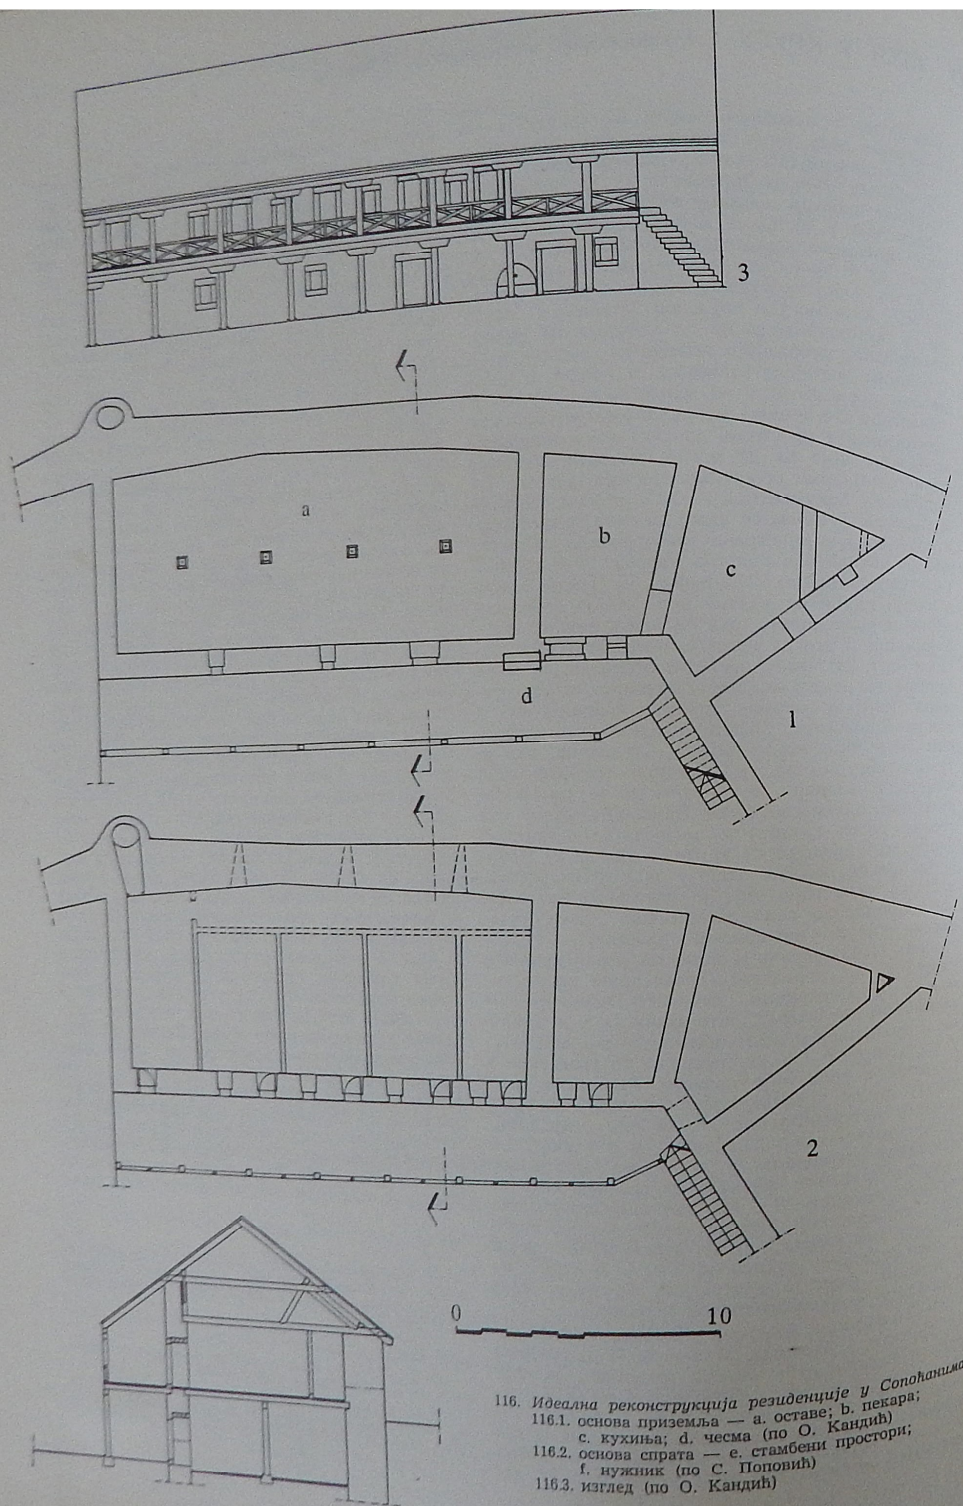 3
a
b
c
d
1
2
0 10
116. Идеална реконструкција резиденције у Сопоћанима
116.1. основа приземља — a. оставе; b. пекара;
c. кухиња; d. чесма (по О. Кандић)
116.2. основа спрата — e. стамбени простори;
f. нужник (по С. Поповић)
116.3. изглед (по О. Кандић)